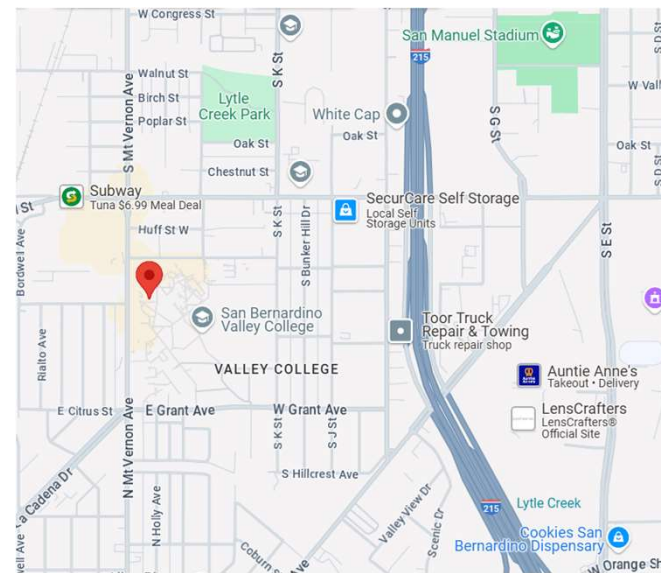 W Congress St
San Manuel Stadium
215
Walnut St
Birch St
Poplar St
Lytle
Creek Park
White Cap
Oak St
Oak St
Oak St
Chestnut St
S Mt Vernon Ave
S K St
S G St
S D St
S D St
Subway
Tuna $6.99 Meal Deal
SecurCare Self Storage
Local Self
Storage Units
Huff St W
S K St
S Bunker Hill Dr
S E St
Bordwell Ave
San Bernardino
Valley College
Toor Truck
Repair & Towing
Truck repair shop
Rialto Ave
VALLEY COLLEGE
Auntie Anne's
Takeout • Delivery
E Citrus St
E Grant Ave
W Grant Ave
LensCrafters
LensCrafters®
Official Site
S K St
S J St
N Mt Vernon Ave
S Hillcrest Ave
N Holly Ave
Valley View Dr
Scenic Dr
215
Lytle Creek
Cookies San
Bernardino Dispensary
Coburn
W Orange